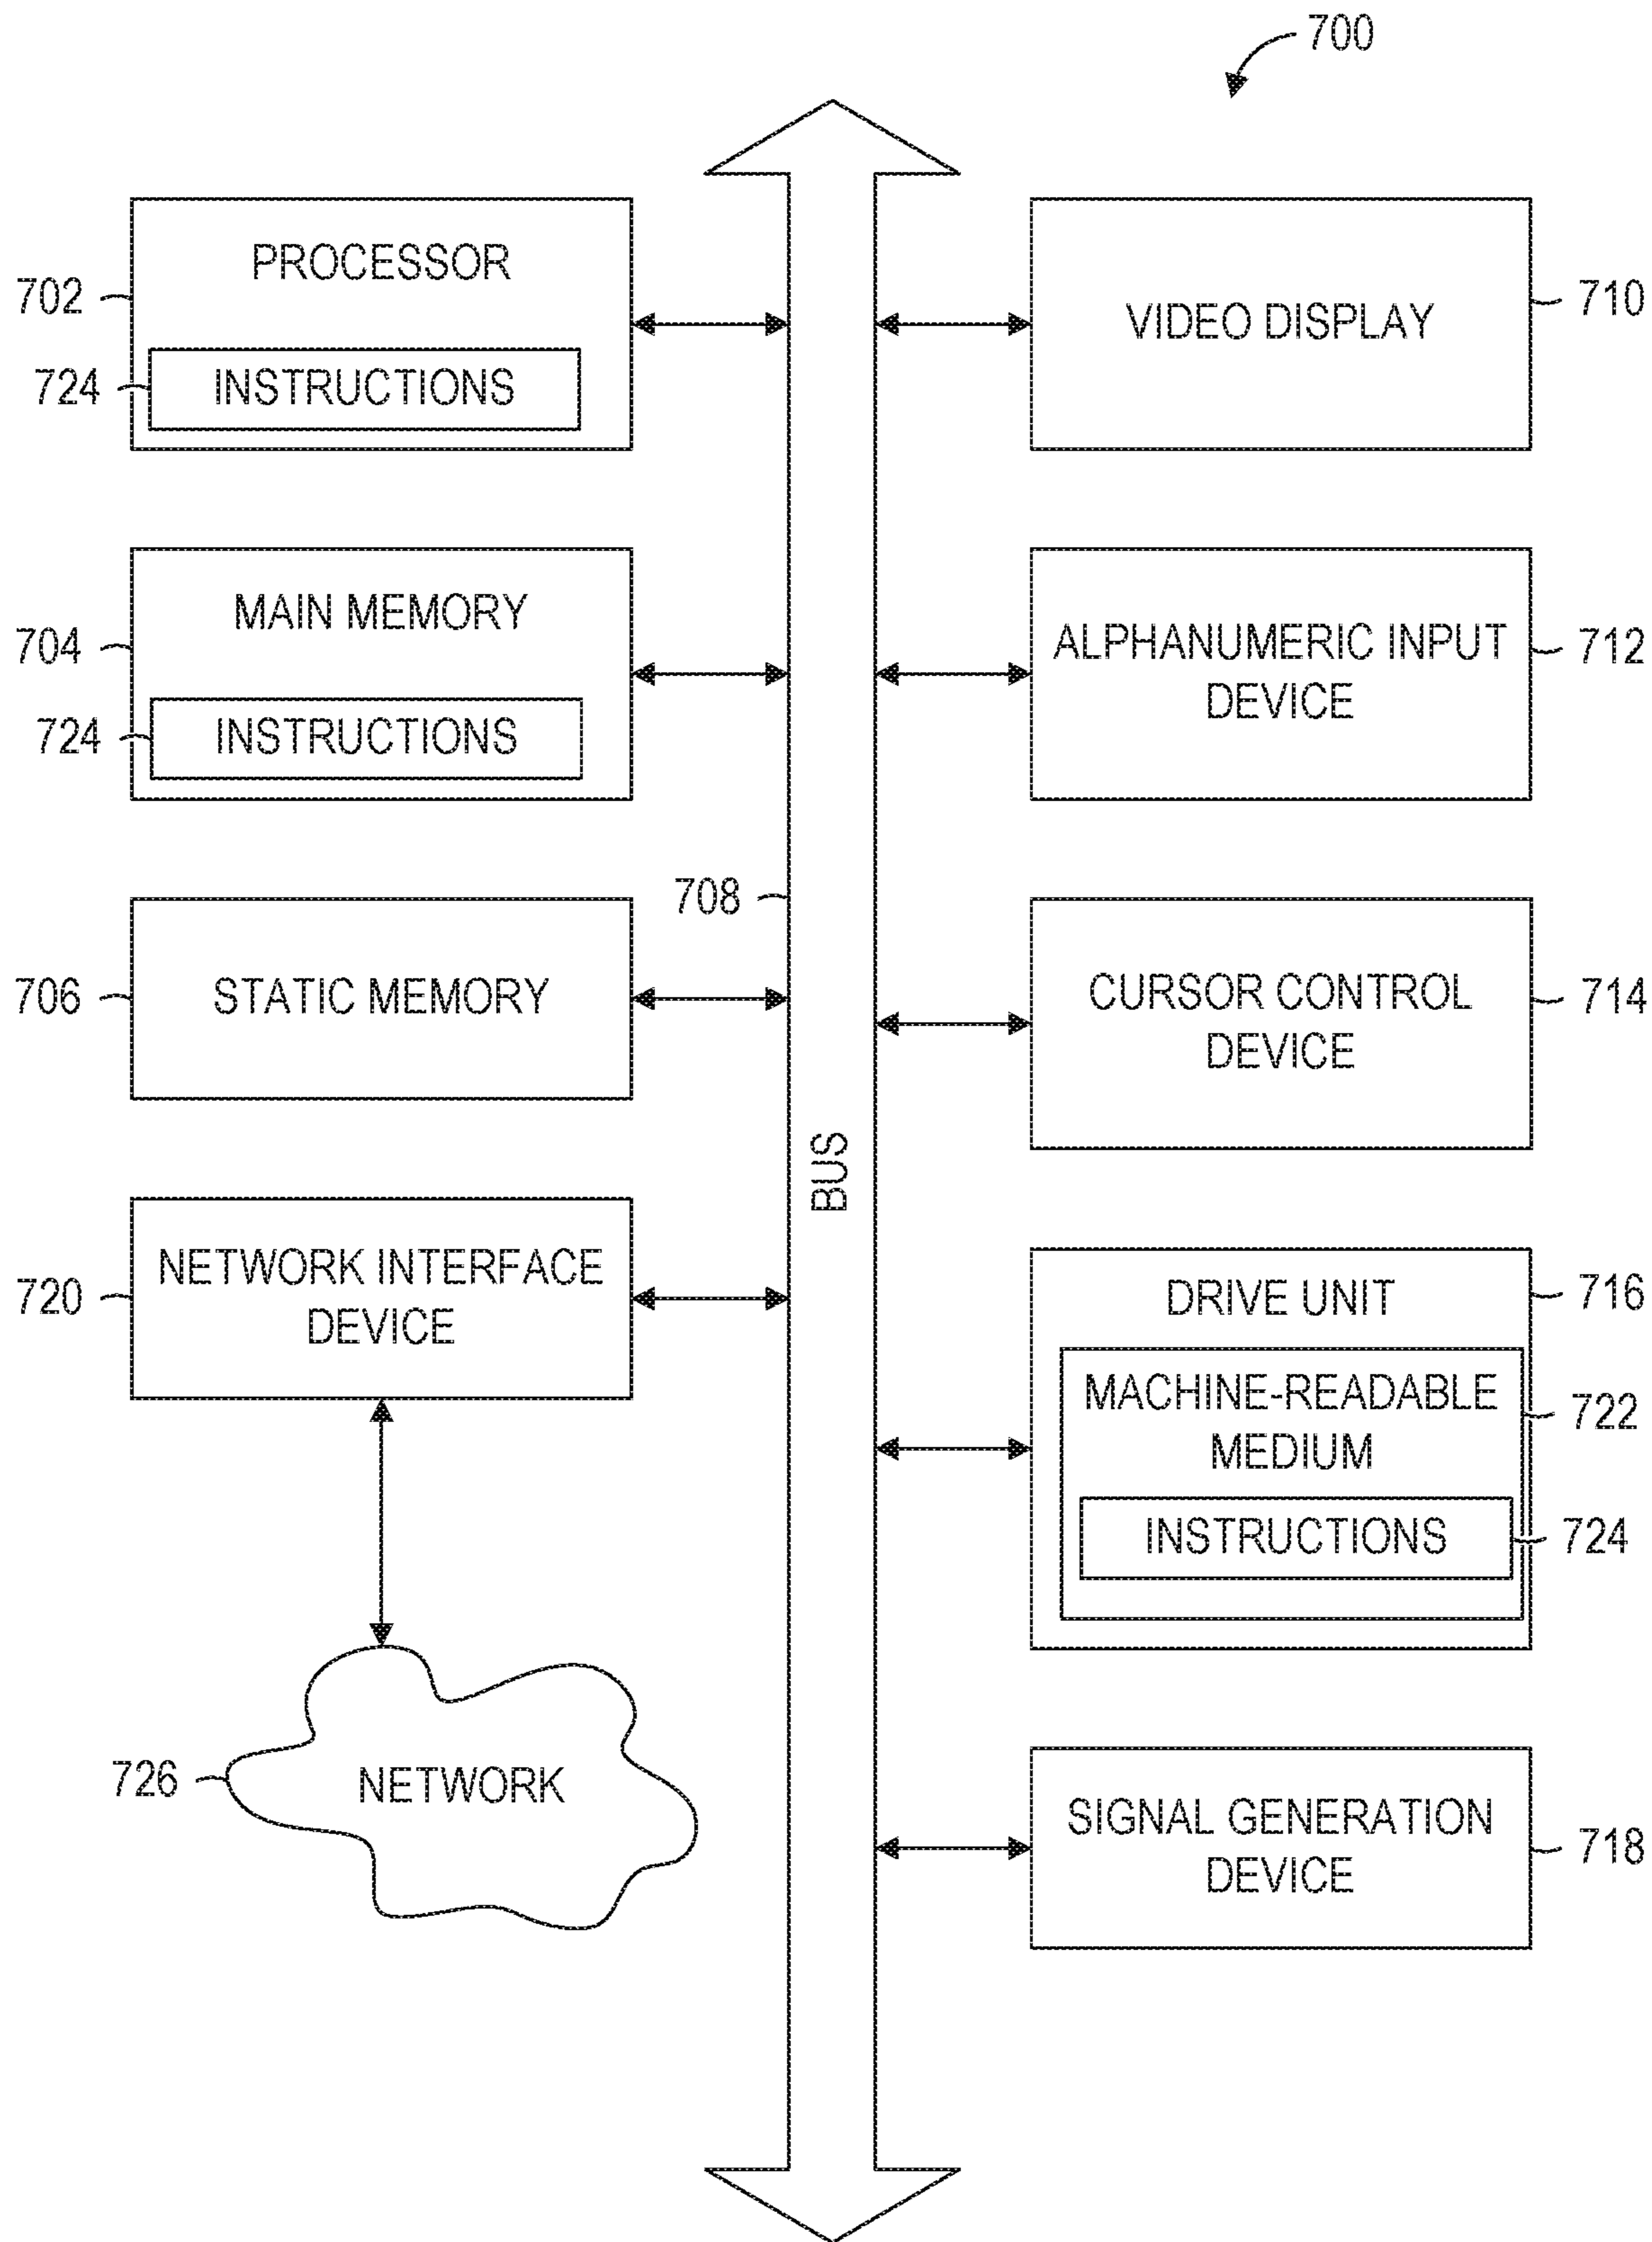 700
PROCESSOR
702
724
INSTRUCTIONS
VIDEO DISPLAY
710
MAIN MEMORY
704
724
INSTRUCTIONS
ALPHANUMERIC INPUT
DEVICE
712
708
706
STATIC MEMORY
CURSOR CONTROL
DEVICE
714
BUS
NETWORK INTERFACE
DEVICE
720
DRIVE UNIT
716
MACHINE-READABLE
MEDIUM
722
INSTRUCTIONS
724
726
NETWORK
SIGNAL GENERATION
DEVICE
718